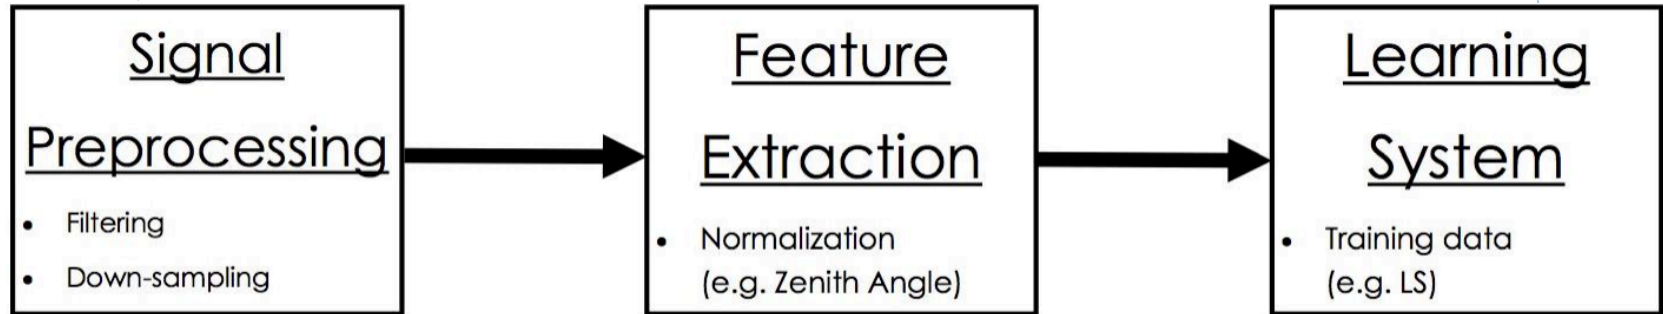 Signal
Preprocessing
• Filtering
• Down-sampling
Feature
Extraction
• Normalization
(e.g. Zenith Angle)
Learning
System
• Training data
(e.g. LS)